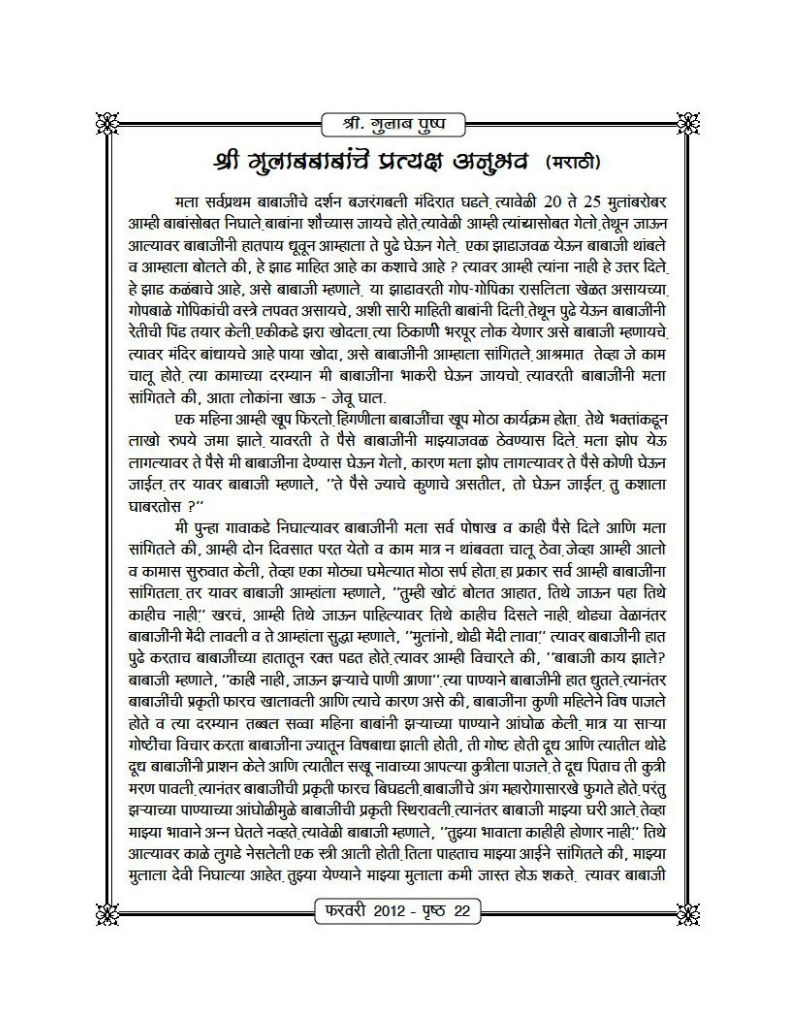 श्री. गुलाब पुष्प
श्री गुलाबबाबांचे प्रत्यक्ष अनुभव (मराठी)
मला सर्वप्रथम बाबाजींचे दर्शन बजरंगबली मंदिरात घडले. त्यावेळी 20 ते 25 मुलांबरोबर
आम्ही बाबांसोबत निघाले.बाबांना शौच्यास जायचे होते.त्यावेळी आम्ही त्यांच्यासोबत गेलो.तेथून जाऊन
आल्यावर बाबाजींनी हातपाय धूवून आम्हाला ते पुढे घेऊन गेले. एका झाडाजवळ येऊन बाबाजी थांबले
व आम्हाला बोलले की, हे झाड माहित आहे का कशाचे आहे ? त्यावर आम्ही त्यांना नाही हे उत्तर दिले.
हे झाड कळंबाचे आहे, असे बाबाजी म्हणाले. या झाडावरती गोप-गोपिका रासलिला खेळत असायच्या.
गोपबाळे गोपिकांची वस्त्रे लपवत असायचे, अशी सारी माहिती बाबांनी दिली.तेथून पुढे येऊन बाबाजींनी
रेतीची पिंड तयार केली.एकीकडे झरा खोदला.त्या ठिकाणी भरपूर लोक येणार असे बाबाजी म्हणायचे.
त्यावर मंदिर बांधायचे आहे पाया खोदा, असे बाबाजींनी आम्हाला सांगितले.आश्रमात तेव्हा जे काम
चालू होते. त्या कामाच्या दरम्यान मी बाबाजींना भाकरी घेऊन जायचो. त्यावरती बाबाजींनी मला
सांगितले की, आता लोकांना खाऊ - जेवू घाल.
एक महिना आम्ही खूप फिरलो.हिंगणीला बाबाजींचा खूप मोठा कार्यक्रम होता. तेथे भक्तांकडून
लाखो रुपये जमा झाले. यावरती ते पैसे बाबाजींनी माझ्याजवळ ठेवण्यास दिले. मला झोप येऊ
लागल्यावर ते पैसे मी बाबाजींना देण्यास घेऊन गेलो, कारण मला झोप लागल्यावर ते पैसे कोणी घेऊन
जाईल. तर यावर बाबाजी म्हणाले, ‘‘ते पैसे ज्याचे कुणाचे असतील, तो घेऊन जाईल. तु कशाला
घाबरतोस ?’’
मी पुन्हा गावाकडे निघाल्यावर बाबाजींनी मला सर्व पोषाख व काही पैसे दिले आणि मला
सांगितले की, आम्ही दोन दिवसात परत येतो व काम मात्र न थांबवता चालू ठेवा. जेव्हा आम्ही आलो
व कामास सुरुवात केली, तेव्हा एका मोठ्या घमेल्यात मोठा सर्प होता.हा प्रकार सर्व आम्ही बाबाजींना
सांगितला. तर यावर बाबाजी आम्हांला म्हणाले, ‘‘तुम्ही खोटं बोलत आहात, तिथे जाऊन पहा तिथे
काहीच नाही.’’ खरचं, आम्ही तिथे जाऊन पाहिल्यावर तिथे काहीच दिसले नाही. थोड्या वेळानंतर
बाबाजींनी मेंदी लावली व ते आम्हांला सुद्धा म्हणाले, ‘‘मुलांनो, थोडी मेंदी लावा.’’ त्यावर बाबाजींनी हात
पुढे करताच बाबाजींच्या हातातून रक्त पडत होते.त्यावर आम्ही विचारले की, ‘‘बाबाजी काय झाले?
बाबाजी म्हणाले, ‘‘काही नाही, जाऊन झऱ्याचे पाणी आणा’’.त्या पाण्याने बाबाजीनी हात धुतले.त्यानंतर
बाबाजींची प्रकृती फारच खालावली आणि त्याचे कारण असे की, बाबाजींना कुणी महिलेने विष पाजले
होते व त्या दरम्यान तब्बल सव्वा महिना बाबांनी झऱ्याच्या पाण्याने आंघोळ केली. मात्र या साऱ्या
गोष्टींचा विचार करता बाबाजींना ज्यातून विषबाधा झाली होती, ती गोष्ट होती दूध आणि त्यातील थोडे
दूध बाबाजींनी प्राशन केले आणि त्यातील सखू नावाच्या आपल्या कुत्रीला पाजले. ते दूध पिताच ती कुत्री
मरण पावली.त्यानंतर बाबाजींची प्रकृती फारच बिघडली.बाबाजींचे अंग महारोगासारखे फुगले होते.परंतु
झऱ्याच्या पाण्याच्या आंघोळीमुळे बाबाजींची प्रकृती स्थिरावली.त्यानंतर बाबाजी माझ्या घरी आले.तेव्हा
माझ्या भावाने अन्न घेतले नव्हते.त्यावेळी बाबाजी म्हणाले, ‘‘तुझ्या भावाला काहीही होणार नाही.’’ तिथे
आल्यावर काळे लुगडे नेसलेली एक स्त्री आली होती.तिला पाहताच माझ्या आईने सांगितले की, माझ्या
मुलाला देवी निघाल्या आहेत. तुझ्या येण्याने माझ्या मुलाला कमी जास्त होऊ शकते. त्यावर बाबाजी
फरवरी 2012 - पृष्ठ 22